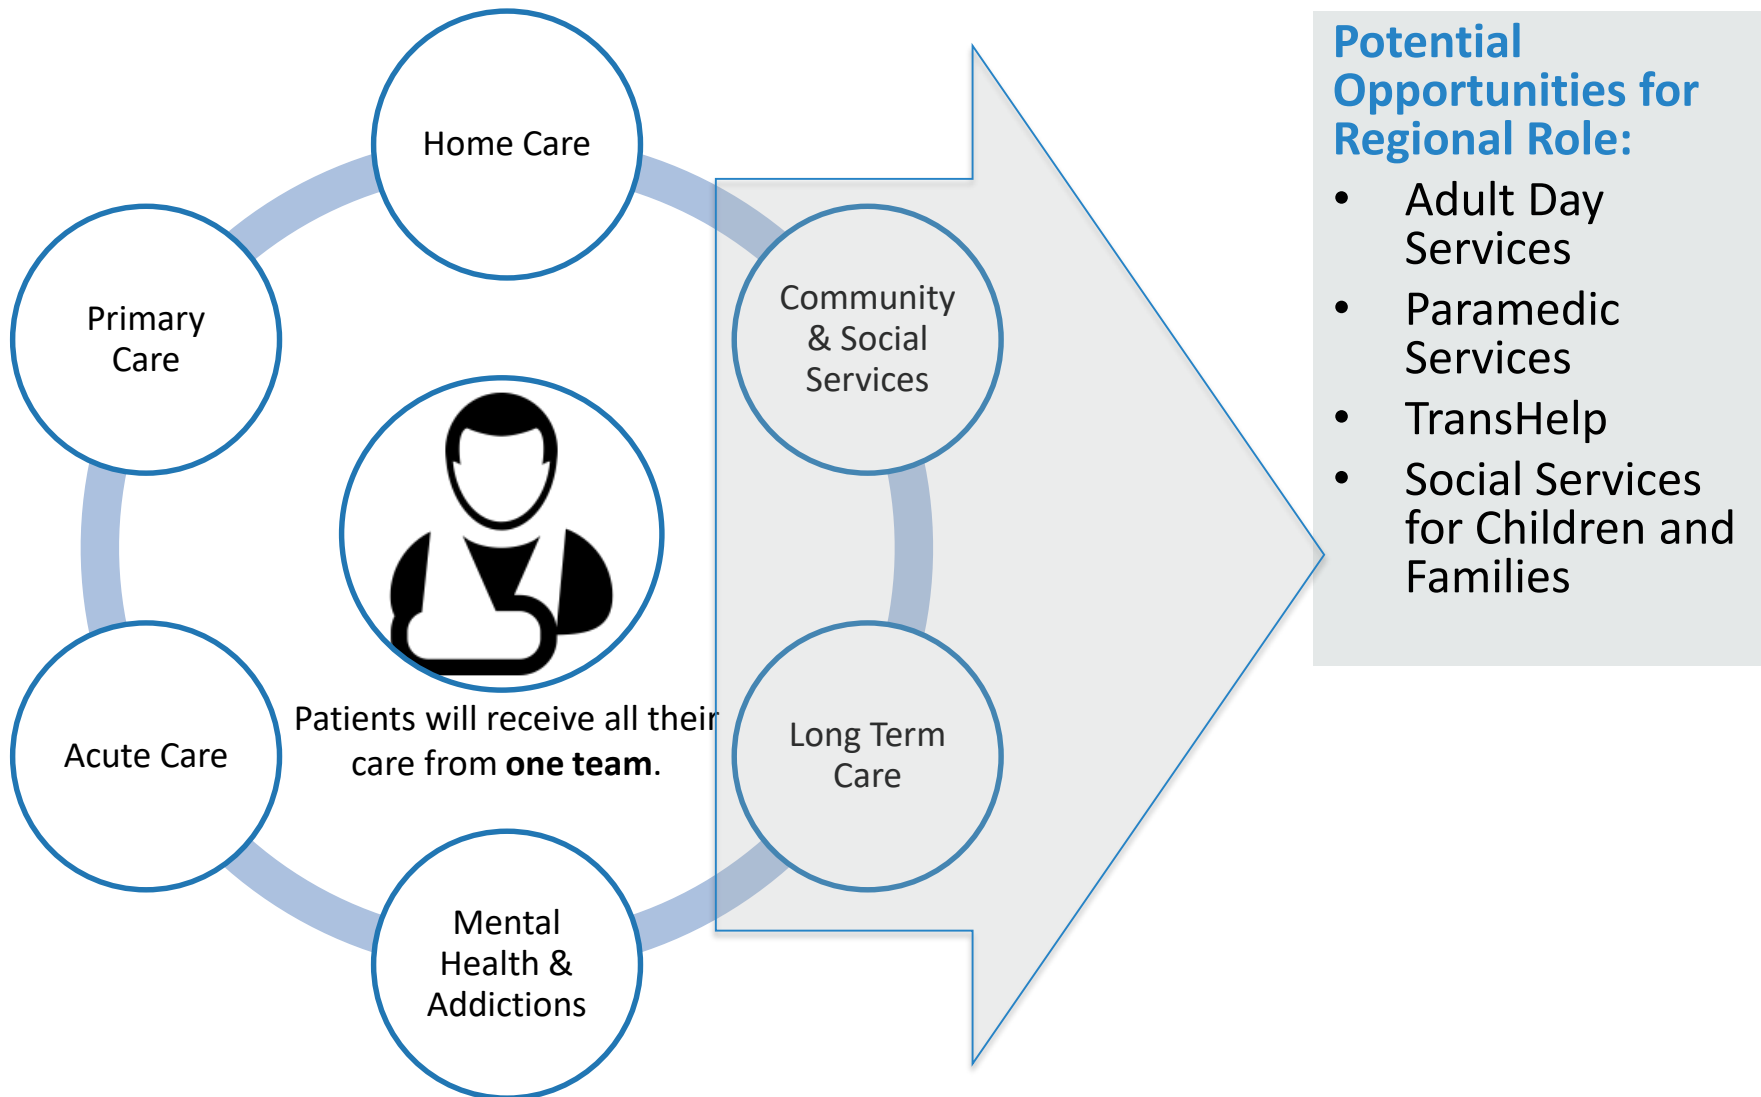 Home Care
Primary
Care
Community
& Social
Services
Patients will receive all their
care from one team.
Acute Care
Long Term
Care
Mental
Health &
Addictions
Potential
Opportunities for
Regional Role:
• Adult Day
Services
• Paramedic
Services
• TransHelp
• Social Services
for Children and
Families